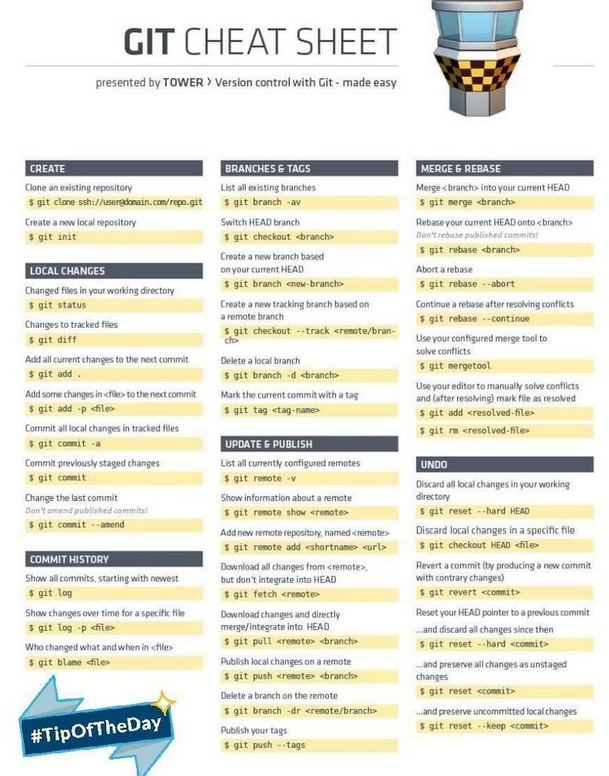 GIT CHEAT SHEET
presented by TOWER › Version control with Git - made easy
CREATE
Clone an existing repository
$ git clone ssh://user@domain.com/repo.git
Create a new local repository
$ git init
LOCAL CHANGES
Changed files in your working directory
$ git status
Changes to tracked files
$ git diff
Add all current changes to the next commit
$ git add .
Add some changes in <file> to the next commit
$ git add -p <file>
Commit all local changes in tracked files
$ git commit -a
Commit previously staged changes
$ git commit
Change the last commit
Don't amend published commits!
$ git commit --amend
COMMIT HISTORY
Show all commits, starting with newest
$ git log
Show changes over time for a specific file
$ git log -p <file>
Who changed what and when in <file>
$ git blame <file>
#TipOfTheDay
BRANCHES & TAGS
List all existing branches
$ git branch -av
Switch HEAD branch
$ git checkout <branch>
Create a new branch based
on your current HEAD
$ git branch <new-branch>
Create a new tracking branch based on
a remote branch
$ git checkout --track <remote/bran-
ch>
Delete a local branch
$ git branch -d <branch>
Mark the current commit with a tag
$ git tag <tag-name>
UPDATE & PUBLISH
List all currently configured remotes
$ git remote -v
Show information about a remote
$ git remote show <remote>
Add new remote repository, named <remote>
$ git remote add <shortname> <url>
Download all changes from <remote>,
but don't integrate into HEAD
$ git fetch <remote>
Download changes and directly
merge/integrate into HEAD
$ git pull <remote> <branch>
Publish local changes on a remote
$ git push <remote> <branch>
Delete a branch on the remote
$ git branch -dr <remote/branch>
Publish your tags
$ git push --tags
MERGE & REBASE
Merge <branch> into your current HEAD
$ git merge <branch>
Rebase your current HEAD onto <branch>
Don't rebase published commits!
$ git rebase <branch>
Abort a rebase
$ git rebase --abort
Continue a rebase after resolving conflicts
$ git rebase --continue
Use your configured merge tool to
solve conflicts
$ git mergetool
Use your editor to manually solve conflicts
and (after resolving) mark file as resolved
$ git add <resolved-file>
$ git rm <resolved-file>
UNDO
Discard all local changes in your working
directory
$ git reset --hard HEAD
Discard local changes in a specific file
$ git checkout HEAD <file>
Revert a commit (by producing a new commit
with contrary changes)
$ git revert <commit>
Reset your HEAD pointer to a previous commit
...and discard all changes since then
$ git reset --hard <commit>
...and preserve all changes as unstaged
changes
$ git reset <commit>
...and preserve uncommitted local changes
$ git reset --keep <commit>